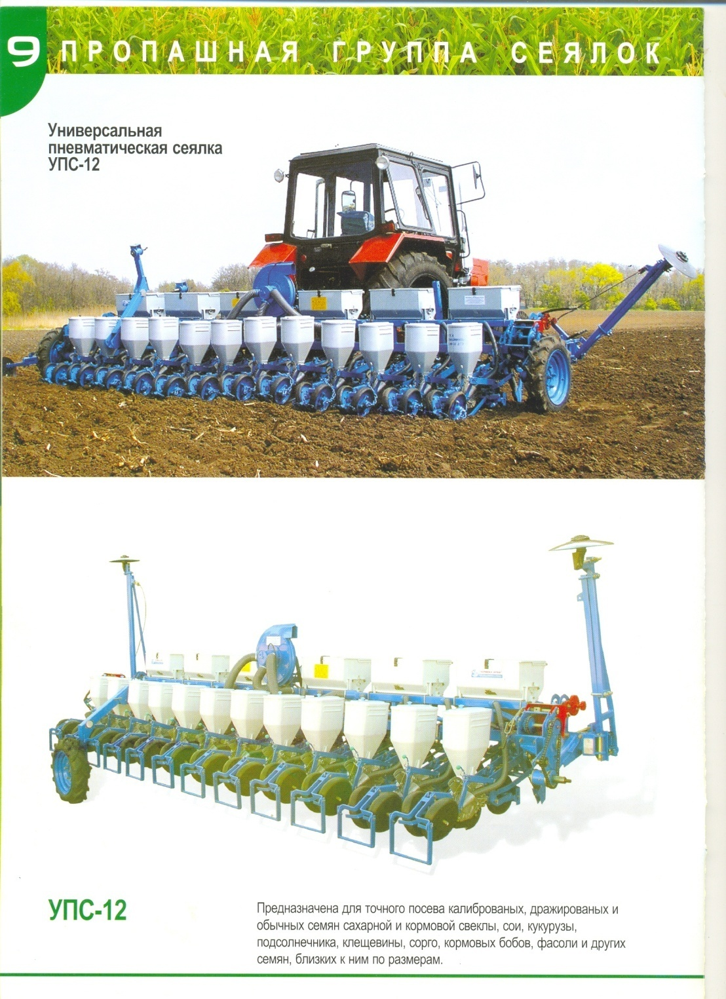 9
ПРОПАШНАЯ ГРУППА СЕЯЛОК
Универсальная
пневматическая сеялка
УПС-12
УПС-12
Предназначена для точного посева калиброваных, дражированых и
обычных семян сахарной и кормовой свеклы, сои, кукурузы,
подсолнечника, клещевины, сорго, кормовых бобов, фасоли и других
семян, близких к ним по размерам.